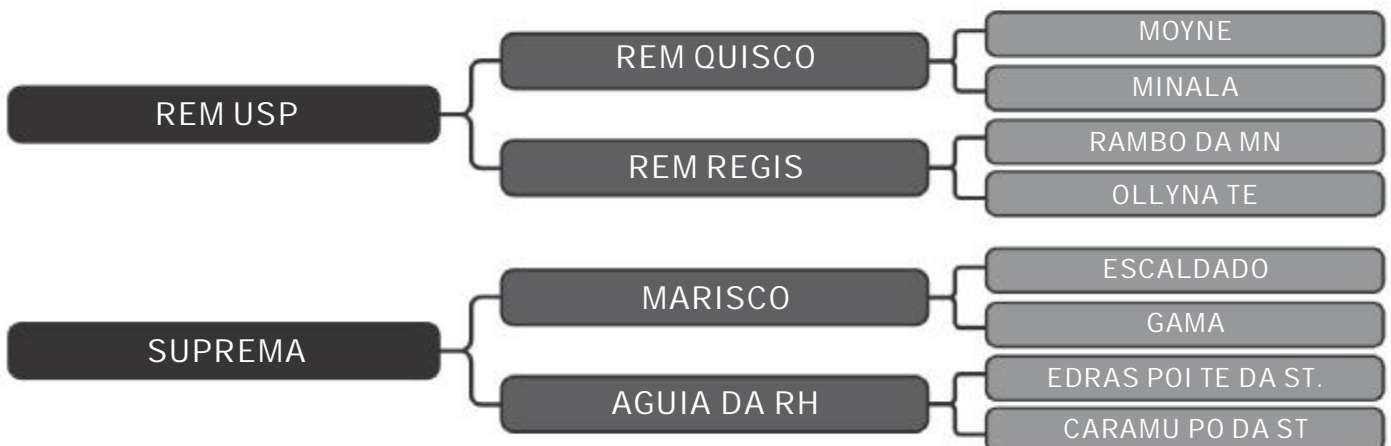 REM USP
REM QUISCO
MOYNE
MINALA
REM REGIS
RAMBO DA MN
OLLYNA TE
SUPREMA
MARISCO
ESCALDADO
GAMA
AGUIA DA RH
EDRAS POI TE DA ST.
CARAMU PO DA ST